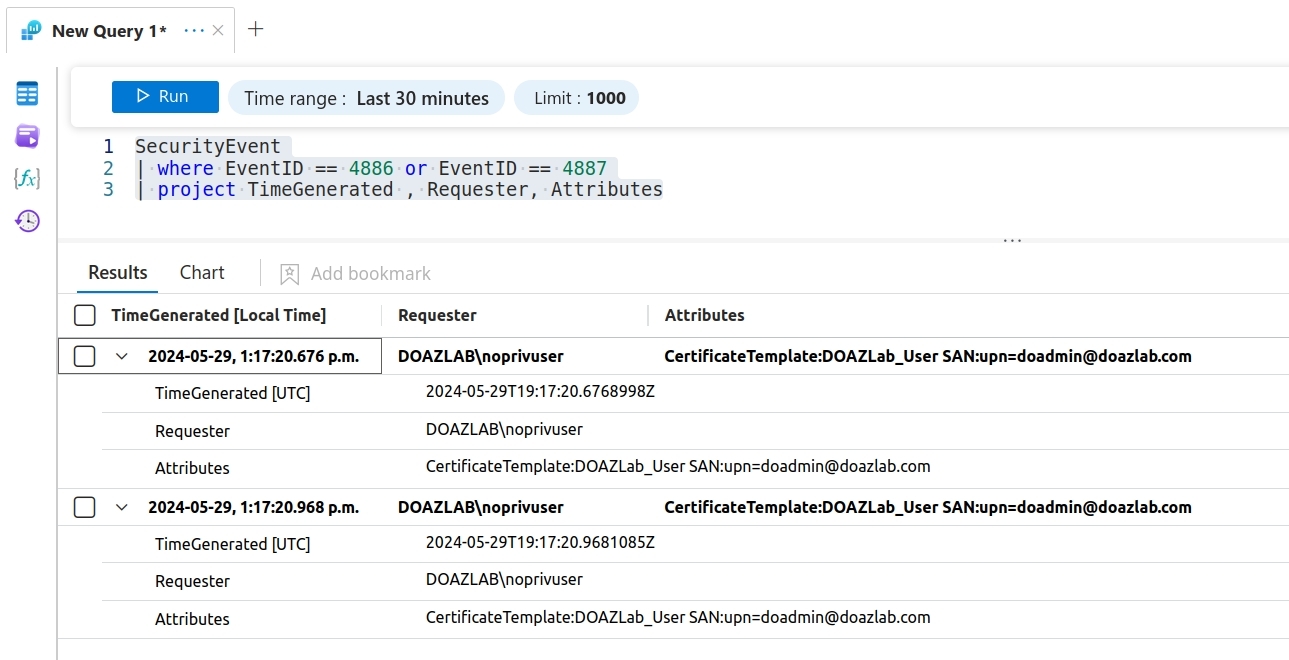 New Query 1* ···
Run Time range : Last 30 minutes Limit : 1000
1 SecurityEvent
2 | where EventID == 4886 or EventID == 4887
3 | project TimeGenerated , Requester, Attributes
...
Results Chart Add bookmark
TimeGenerated [Local Time] Requester Attributes
2024-05-29, 1:17:20.676 p.m. DOAZLAB\noprivuser CertificateTemplate:DOAZLab_User SAN:upn=doadmin@doazlab.com
TimeGenerated [UTC] 2024-05-29T19:17:20.6768998Z
Requester DOAZLAB\noprivuser
Attributes CertificateTemplate:DOAZLab_User SAN:upn=doadmin@doazlab.com
2024-05-29, 1:17:20.968 p.m. DOAZLAB\noprivuser CertificateTemplate:DOAZLab_User SAN:upn=doadmin@doazlab.com
TimeGenerated [UTC] 2024-05-29T19:17:20.9681085Z
Requester DOAZLAB\noprivuser
Attributes CertificateTemplate:DOAZLab_User SAN:upn=doadmin@doazlab.com